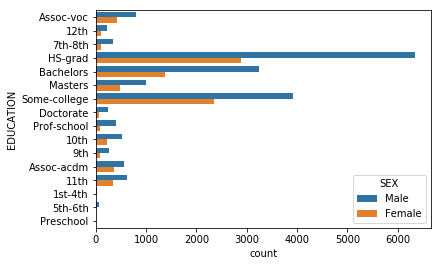 EDUCATION
Assoc-voc
12th
7th-8th
HS-grad
Bachelors
Masters
Some-college
Doctorate
Prof-school
10th
9th
Assoc-acdm
11th
1st-4th
5th-6th
Preschool
SEX
Male
Female
0 1000 2000 3000 4000 5000 6000
count